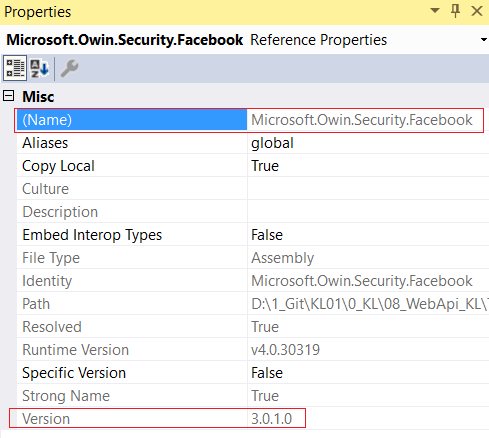 Properties
Microsoft.Owin.Security.Facebook Reference Properties
Misc
(Name) Microsoft.Owin.Security.Facebook
Aliases global
Copy Local True
Culture
Description
Embed Interop Types False
File Type Assembly
Identity Microsoft.Owin.Security.Facebook
Path D:\1_Git\KL01\0_KL\08_WebApi_KL\
Resolved True
Runtime Version v4.0.30319
Specific Version False
Strong Name True
Version 3.0.1.0